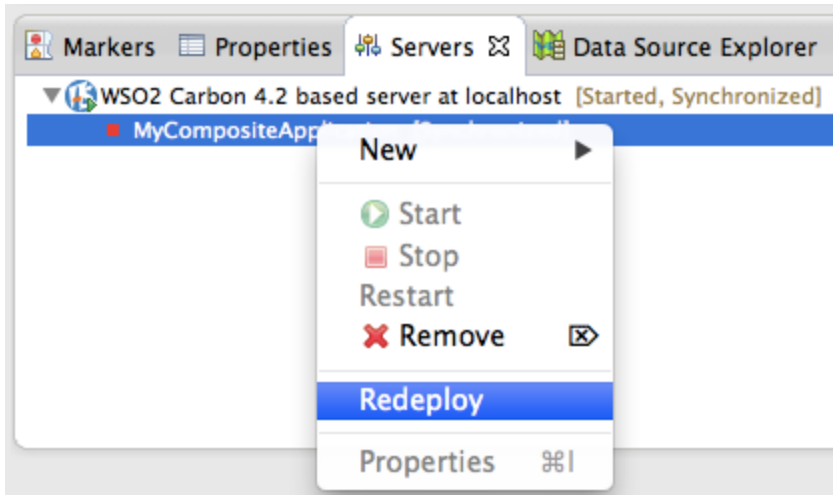 Markers Properties Servers Data Source Explorer
WSO2 Carbon 4.2 based server at localhost [Started, Synchronized]
New
Start
Stop
Restart
Remove
Redeploy
Properties ⌘I